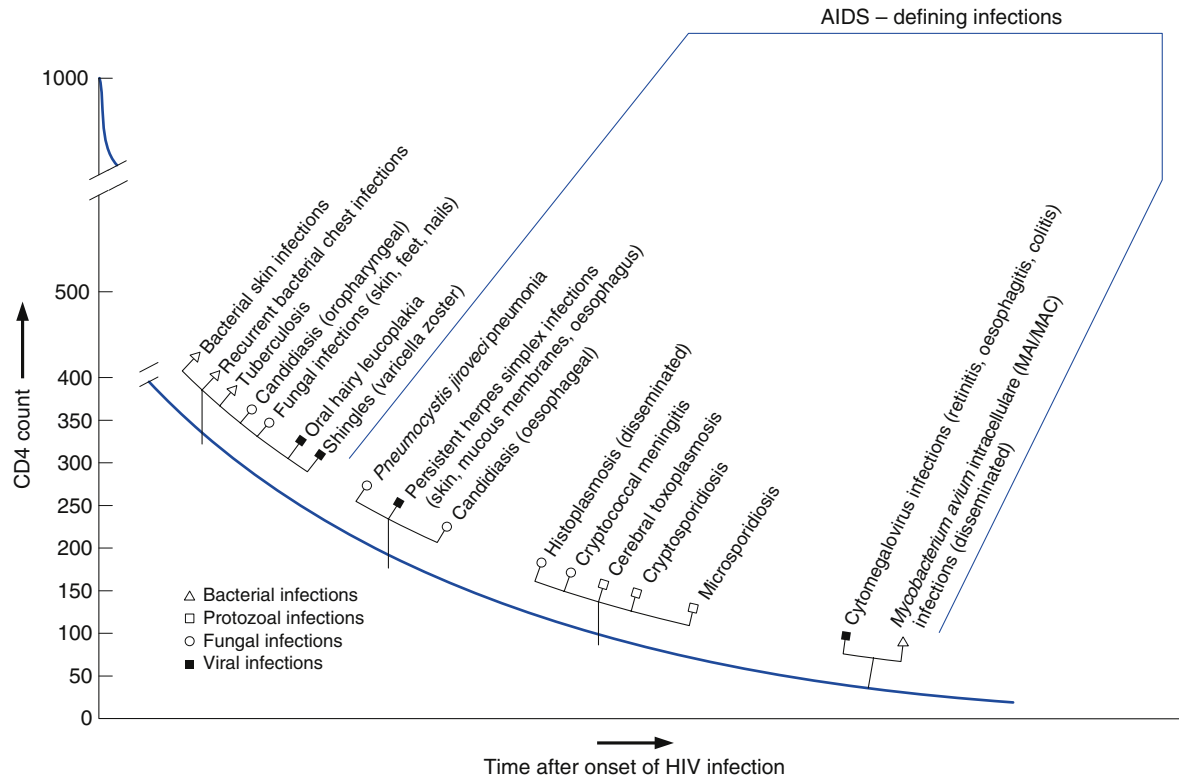 AIDS – defining infections
1000
500
400
350
300
250
200
150
100
50
0
CD4 count
Bacterial skin infections
Recurrent bacterial chest infections
Tuberculosis
Candidiasis (oropharyngeal)
Fungal infections (skin, feet, nails)
Oral hairy leucoplakia
Shingles (varicella zoster)
Pneumocystis jiroveci pneumonia
Persistent herpes simplex infections
(skin, mucous membranes, oesophagus)
Candidiasis (oesophageal)
Histoplasmosis (disseminated)
Cryptococcal meningitis
Cerebral toxoplasmosis
Cryptosporidiosis
Microsporidiosis
Cytomegalovirus infections (retinitis, oesophagitis, colitis)
Mycobacterium avium intracellulare (MAI/MAC)
infections (disseminated)
Bacterial infections
Protozoal infections
Fungal infections
Viral infections
Time after onset of HIV infection